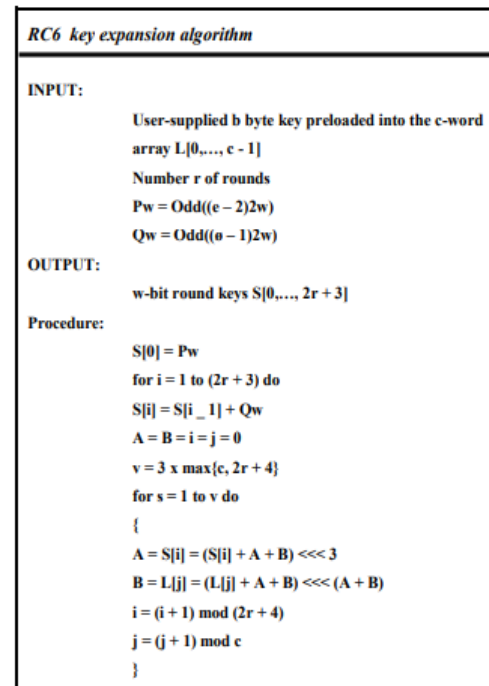 RC6 key expansion algorithm
INPUT:
User-supplied b byte key preloaded into the c-word
array L[0,..., c - 1]
Number r of rounds
Pw = Odd((e – 2)2w)
Qw = Odd((ø – 1)2w)
OUTPUT:
w-bit round keys S[0,..., 2r + 3]
Procedure:
S[0] = Pw
for i = 1 to (2r + 3) do
S[i] = S[i _ 1] + Qw
A = B = i = j = 0
v = 3 x max{c, 2r + 4}
for s = 1 to v do
{
A = S[i] = (S[i] + A + B) <<< 3
B = L[j] = (L[j] + A + B) <<< (A + B)
i = (i + 1) mod (2r + 4)
j = (j + 1) mod c
}